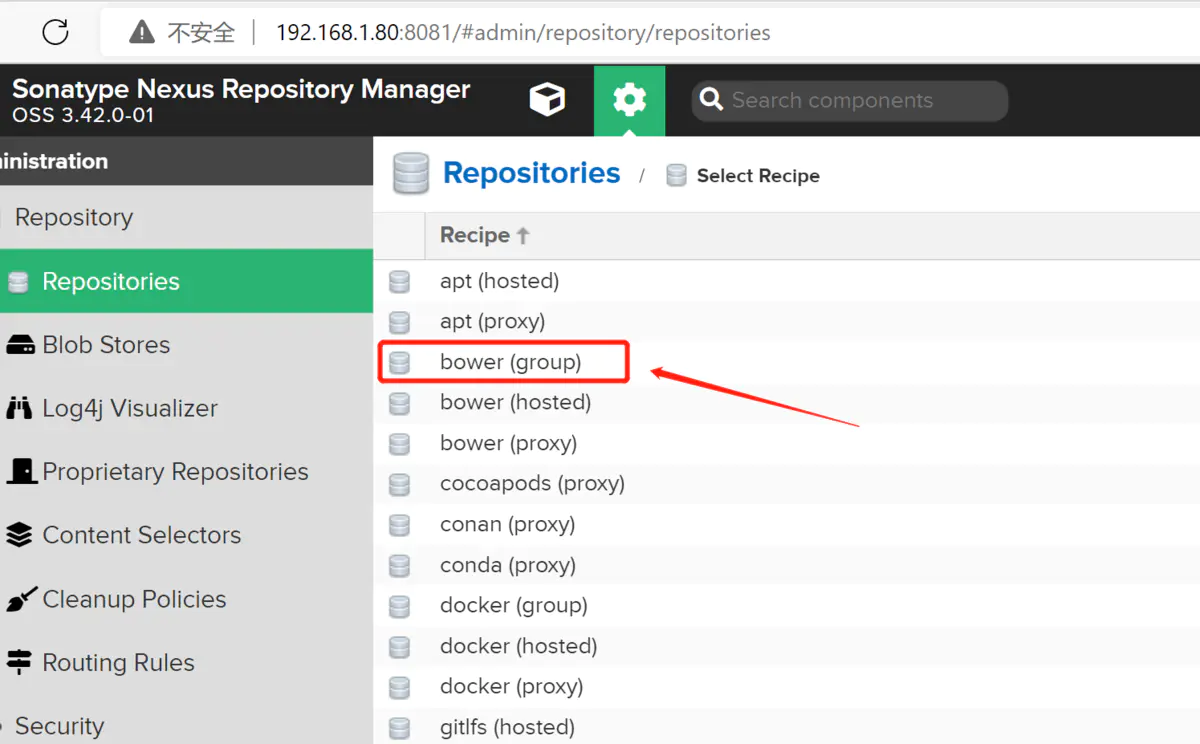 不安全 192.168.1.80:8081/#admin/repository/repositories
Sonatype Nexus Repository Manager
OSS 3.42.0-01
Search components
inistration
Repository
Repositories
Blob Stores
Log4j Visualizer
Proprietary Repositories
Content Selectors
Cleanup Policies
Routing Rules
Security
Repositories / Select Recipe
Recipe
apt (hosted)
apt (proxy)
bower (group)
bower (hosted)
bower (proxy)
cocoapods (proxy)
conan (proxy)
conda (proxy)
docker (group)
docker (hosted)
docker (proxy)
gitlfs (hosted)